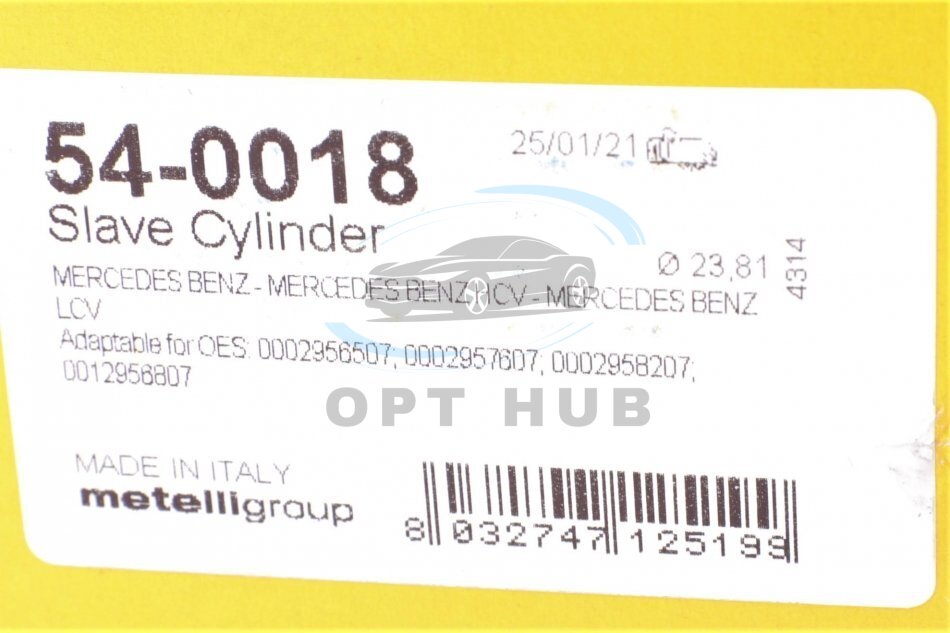 54-0018
25/01/21
Slave Cylinder
Ø 23,81
4314
MERCEDES BENZ - MERCEDES BENZ HCV - MERCEDES BENZ
LCV
Adaptable for OES: 0002956507; 0002957607; 0002958207;
0012956807
OPT HUB
MADE IN ITALY
metelligroup
8 032747 125199